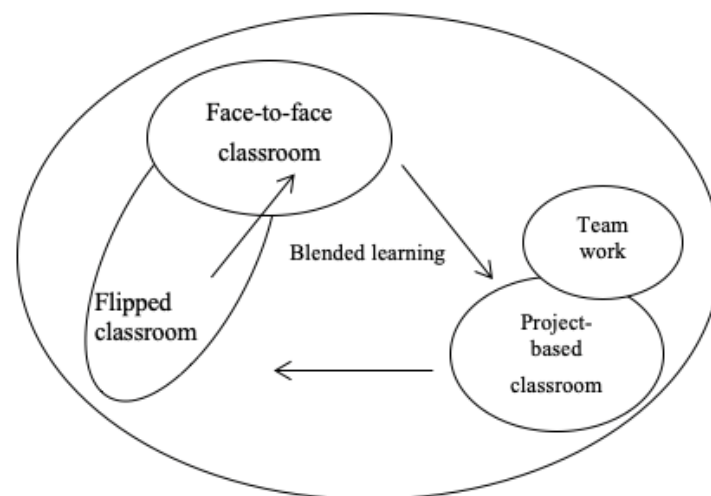 Face-to-face
classroom
Team
work
Blended learning
Flipped
classroom
Project-
based
classroom